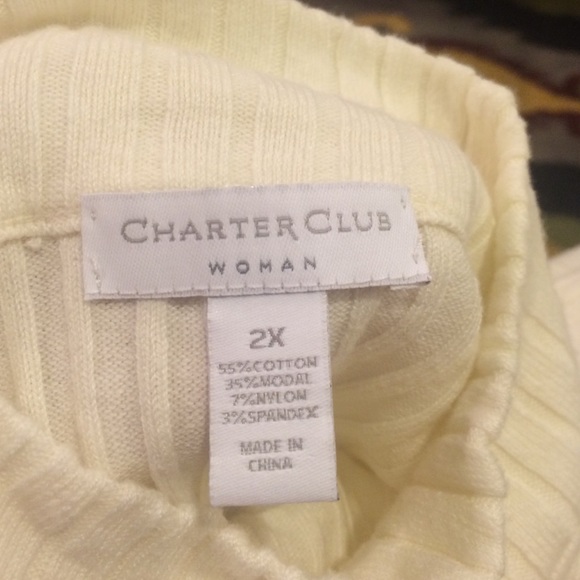 CHARTER CLUB
WOMAN
2X
55%COTTON
35%MODAL
7%NYLON
3%SPANDEX
MADE IN
CHINA